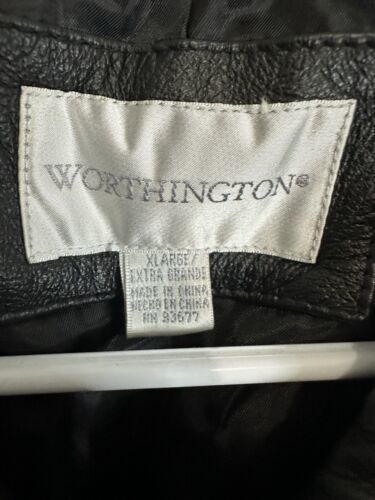 WORTHINGTON®
XLARGE/
EXTRA GRANDE
MADE IN CHINA
HECHO EN CHINA
RN 93677